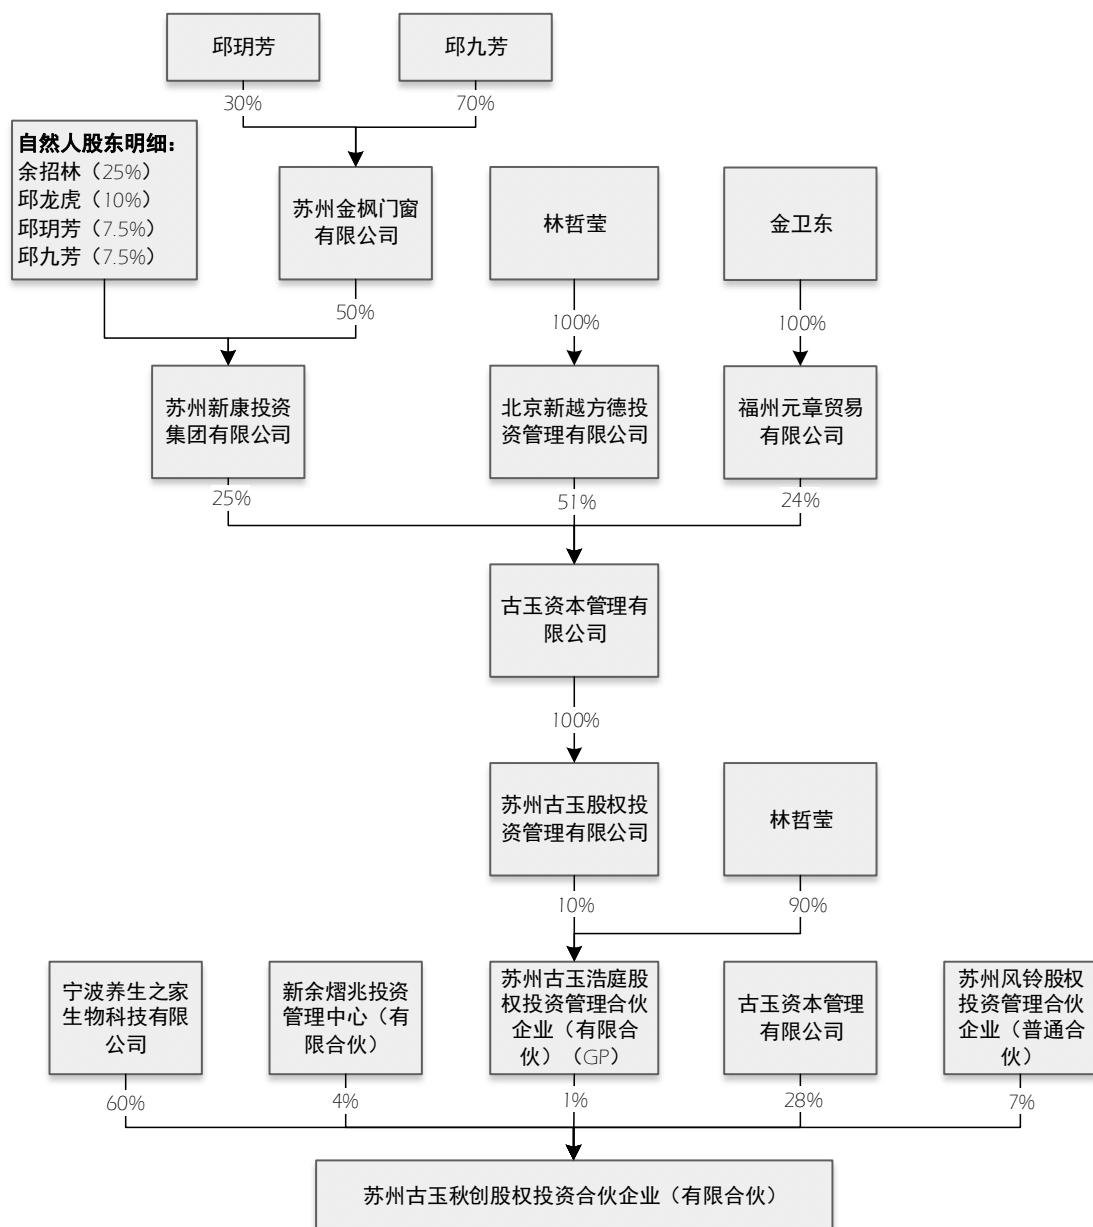 邱玥芳
邱九芳
30%
70%
自然人股东明细：
余招林（25%）
邱龙虎（10%）
邱玥芳（7.5%）
邱九芳（7.5%）
苏州金枫门窗
有限公司
林哲莹
金卫东
50%
100%
100%
苏州新康投资
集团有限公司
北京新越方德投
资管理有限公司
福州元章贸易
有限公司
25%
51%
24%
古玉资本管理有
限公司
100%
苏州古玉股权投
资管理有限公司
林哲莹
10%
90%
宁波养生之家
生物科技有限
公司
新余熠兆投资
管理中心（有
限合伙）
苏州古玉浩庭股
权投资管理合伙
企业（有限合
伙）（GP）
古玉资本管理
有限公司
苏州风铃股权
投资管理合伙
企业（普通合
伙）
60%
4%
1%
28%
7%
苏州古玉秋创股权投资合伙企业（有限合伙）